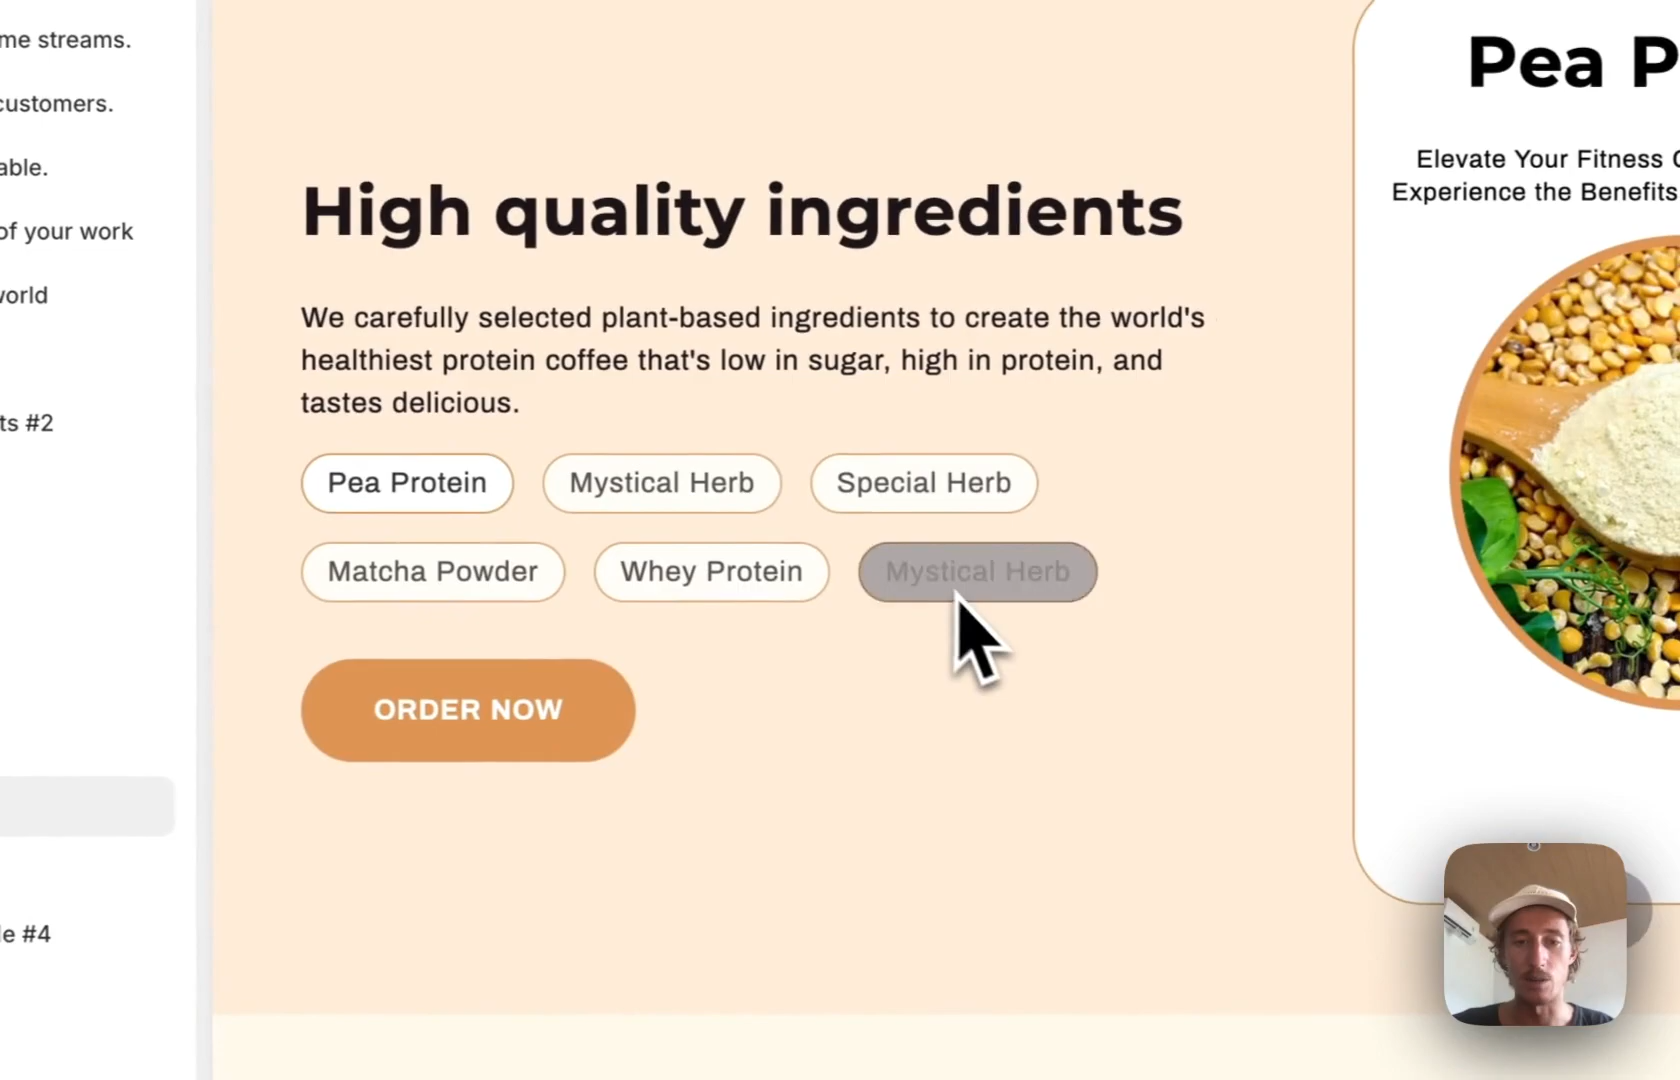 me streams.
customers.
able.
of your work
world
ts #2
le #4
High quality ingredients
We carefully selected plant-based ingredients to create the world's
healthiest protein coffee that's low in sugar, high in protein, and
tastes delicious.
Pea Protein
Mystical Herb
Special Herb
Matcha Powder
Whey Protein
Mystical Herb
ORDER NOW
Pea P
Elevate Your Fitness
Experience the Benefits